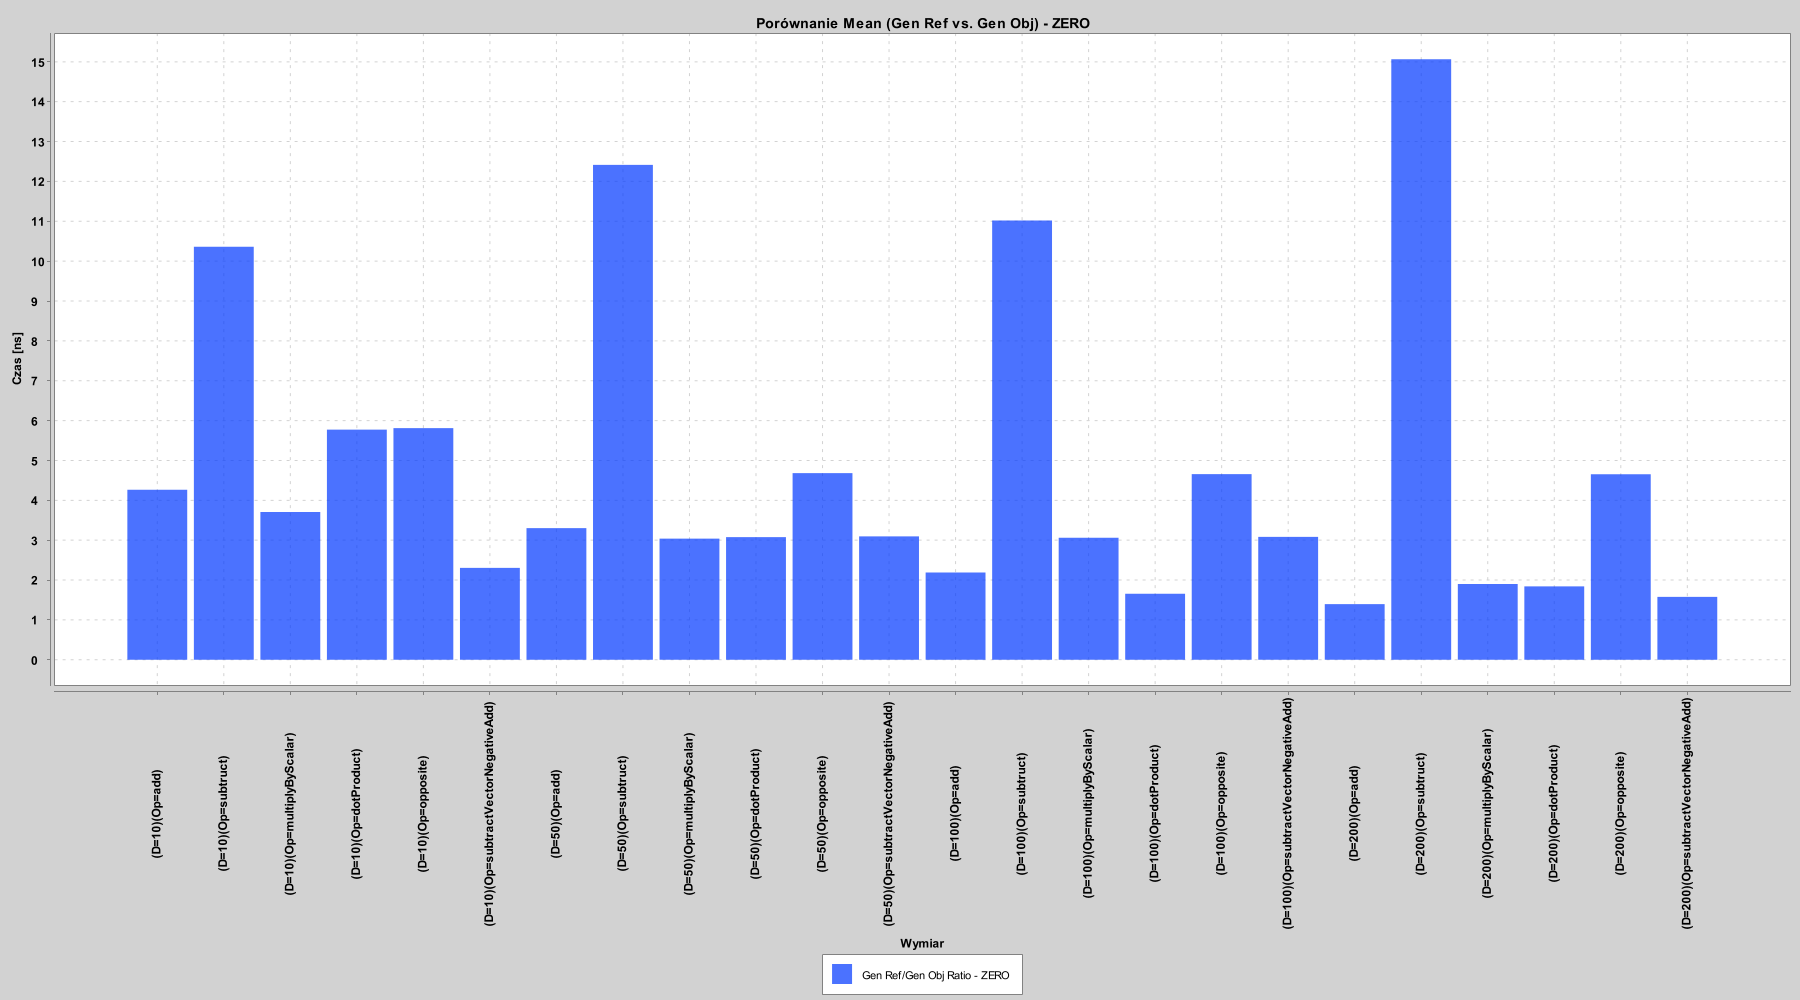 Porównanie Mean (Gen Ref vs. Gen Obj) - ZERO
Czas [ns]
15
14
13
12
11
10
9
8
7
6
5
4
3
2
1
0
(D=10)(Op=add)
(D=10)(Op=subtruct)
(D=10)(Op=multiplyByScalar)
(D=10)(Op=dotProduct)
(D=10)(Op=opposite)
(D=10)(Op=subtractVectorNegativeAdd)
(D=50)(Op=add)
(D=50)(Op=subtruct)
(D=50)(Op=multiplyByScalar)
(D=50)(Op=dotProduct)
(D=50)(Op=opposite)
(D=50)(Op=subtractVectorNegativeAdd)
(D=100)(Op=add)
(D=100)(Op=subtruct)
(D=100)(Op=multiplyByScalar)
(D=100)(Op=dotProduct)
(D=100)(Op=opposite)
(D=100)(Op=subtractVectorNegativeAdd)
(D=200)(Op=add)
(D=200)(Op=subtruct)
(D=200)(Op=multiplyByScalar)
(D=200)(Op=dotProduct)
(D=200)(Op=opposite)
(D=200)(Op=subtractVectorNegativeAdd)
Wymiar
Gen Ref/Gen Obj Ratio - ZERO